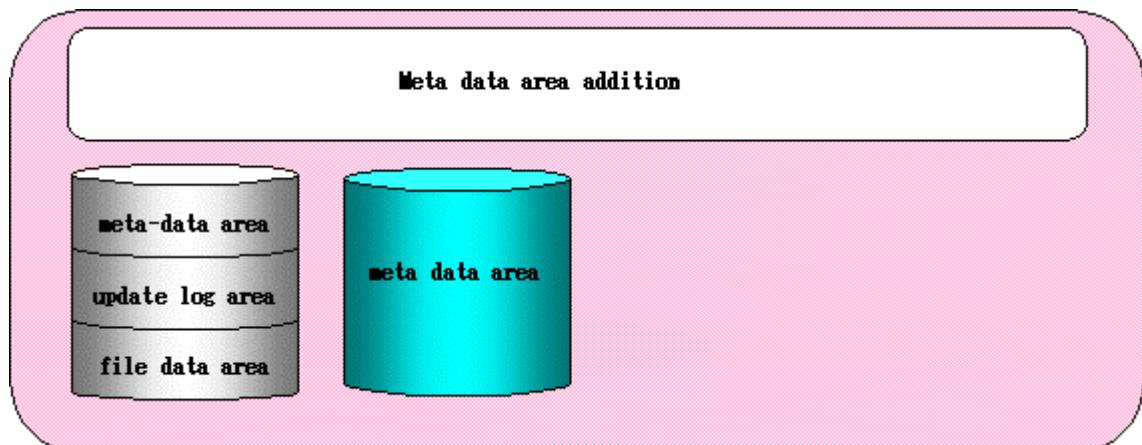 Meta data area addition
meta-data area
update log area
file data area
meta data area